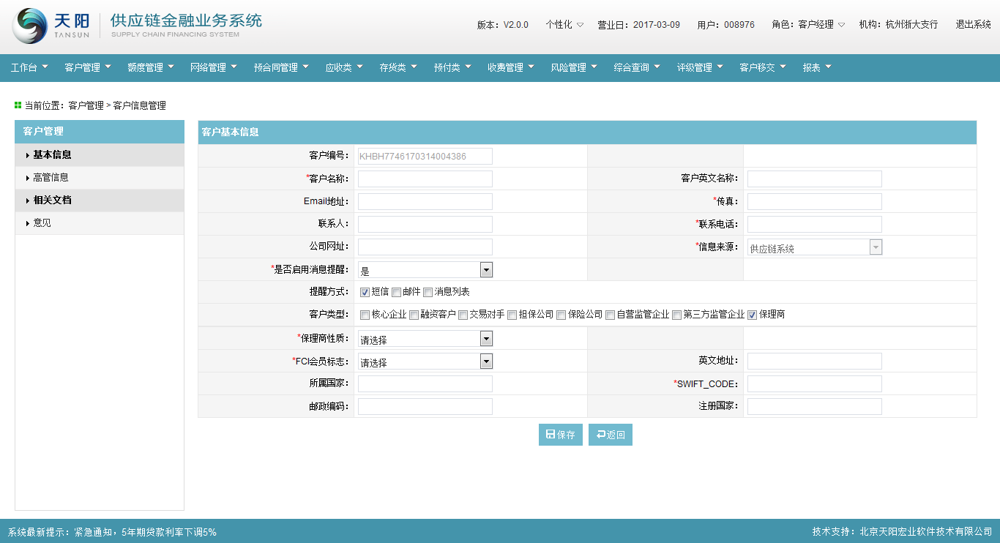 天阳 TANSUN 供应链金融业务系统 SUPPLY CHAIN FINANCING SYSTEM 版本：V2.0.0 个性化 营业日：2017-03-09 用户：008976 角色：客户经理 机构：杭州浙大支行 退出系统
工作台 客户管理 额度管理 网络管理 预合同管理 应收类 存货类 预付类 收费管理 风险管理 综合查询 评级管理 客户移交 报表
当前位置：客户管理 > 客户信息管理
客户管理
基本信息
高管信息
相关文档
意见
客户基本信息
客户编号： KHBH7746170314004386
*客户名称： 客户英文名称：
Email地址： *传真：
联系人： *联系电话：
公司网址： *信息来源： 供应链系统
*是否启用消息提醒： 是
提醒方式： 短信 邮件 消息列表
客户类型： 核心企业 融资客户 交易对手 担保公司 保险公司 自营监管企业 第三方监管企业 保理商
*保理商性质： 请选择
*FCI会员标志： 请选择 英文地址：
所属国家： *SWIFT_CODE：
邮政编码： 注册国家：
保存 返回
系统最新提示：紧急通知，5年期贷款利率下调5% 技术支持：北京天阳宏业软件技术有限公司